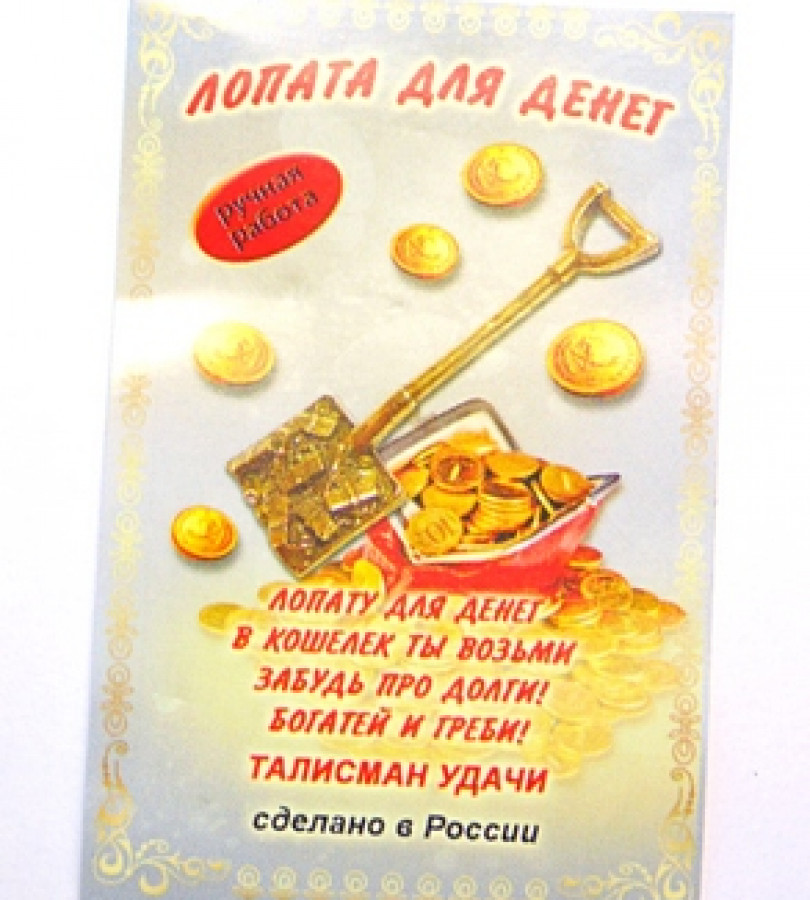 ЛОПАТА ДЛЯ ДЕНЕГ
Ручная
Работа
ЛОПАТУ ДЛЯ ДЕНЕГ
В КОШЕЛЕК ТЫ ВОЗЬМИ
ЗАБУДЬ ПРО ДОЛГИ!
БОГАТЕЙ И ГРЕБИ!
ТАЛИСМАН УДАЧИ
сделано в России